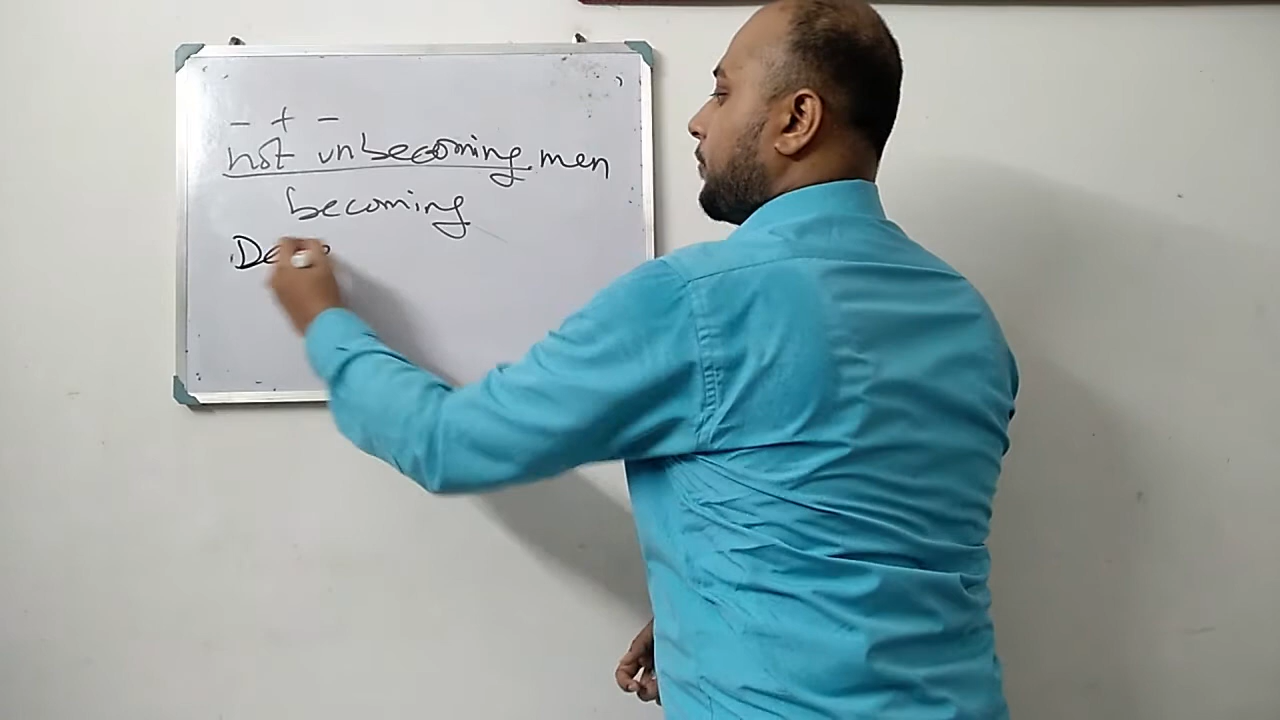 - + -
not unbecoming men
becoming